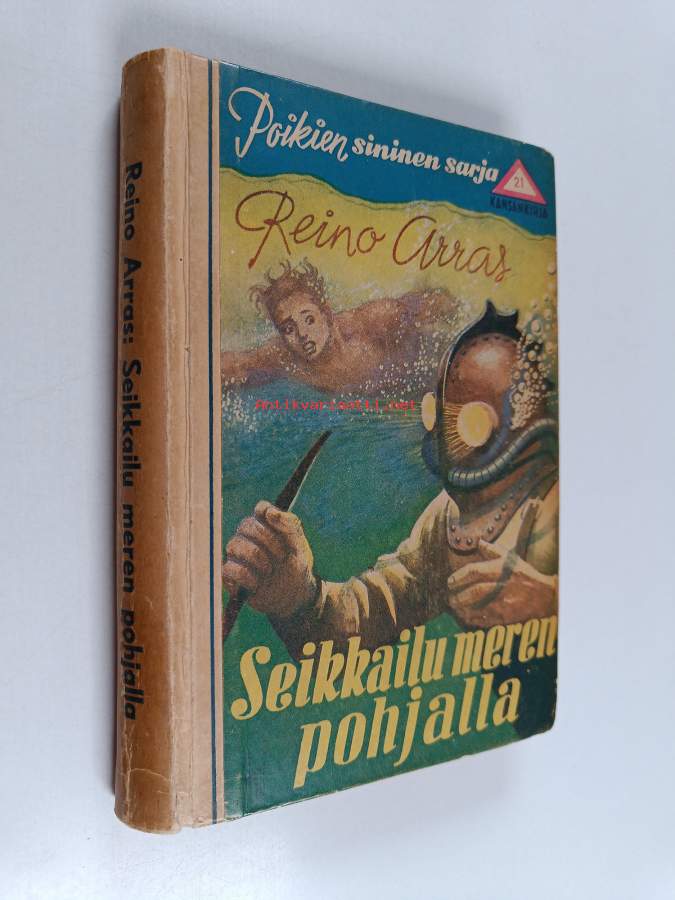 Reino Arras: Seikkailu meren pohjalla
Poikien sininen sarja
21
KANSANKIRJA
Reino Arras
Antikvariaatti.net
Seikkailu meren
pohjalla